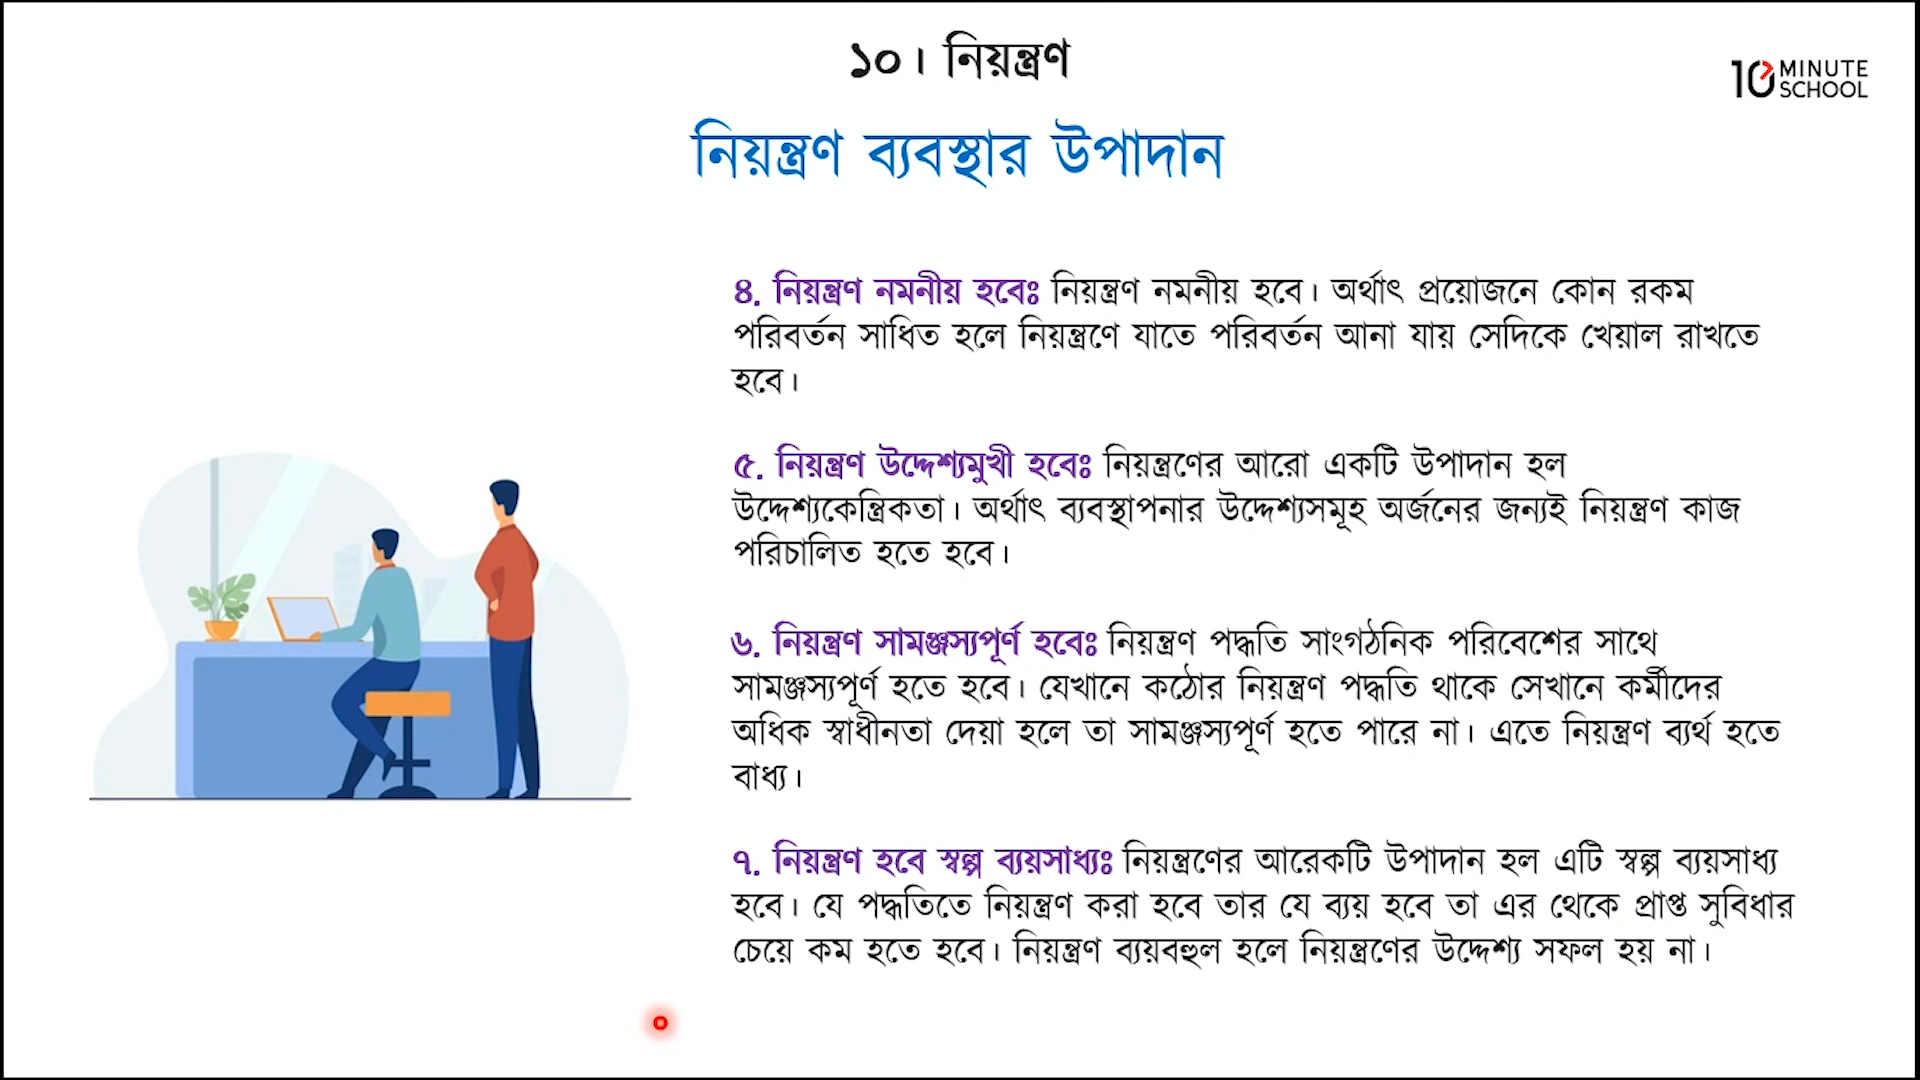 ১০। নিয়ন্ত্রণ
10 MINUTE SCHOOL
নিয়ন্ত্রণ ব্যবস্থার উপাদান
৪. নিয়ন্ত্রণ নমনীয় হবেঃ নিয়ন্ত্রণ নমনীয় হবে। অর্থাৎ প্রয়োজনে কোন রকম
পরিবর্তন সাধিত হলে নিয়ন্ত্রণে যাতে পরিবর্তন আনা যায় সেদিকে খেয়াল রাখতে
হবে।
৫. নিয়ন্ত্রণ উদ্দেশ্যমুখী হবেঃ নিয়ন্ত্রণের আরো একটি উপাদান হল
উদ্দেশ্যকেন্ত্রিকতা। অর্থাৎ ব্যবস্থাপনার উদ্দেশ্যসমূহ অর্জনের জন্যই নিয়ন্ত্রণ কাজ
পরিচালিত হতে হবে।
৬. নিয়ন্ত্রণ সামঞ্জস্যপূর্ণ হবেঃ নিয়ন্ত্রণ পদ্ধতি সাংগঠনিক পরিবেশের সাথে
সামঞ্জস্যপূর্ণ হতে হবে। যেখানে কঠোর নিয়ন্ত্রণ পদ্ধতি থাকে সেখানে কর্মীদের
অধিক স্বাধীনতা দেয়া হলে তা সামঞ্জস্যপূর্ণ হতে পারে না। এতে নিয়ন্ত্রণ ব্যর্থ হতে
বাধ্য।
৭. নিয়ন্ত্রণ হবে স্বল্প ব্যয়সাধ্যঃ নিয়ন্ত্রণের আরেকটি উপাদান হল এটি স্বল্প ব্যয়সাধ্য
হবে। যে পদ্ধতিতে নিয়ন্ত্রণ করা হবে তার যে ব্যয় হবে তা এর থেকে প্রাপ্ত সুবিধার
চেয়ে কম হতে হবে। নিয়ন্ত্রণ ব্যয়বহুল হলে নিয়ন্ত্রণের উদ্দেশ্য সফল হয় না।